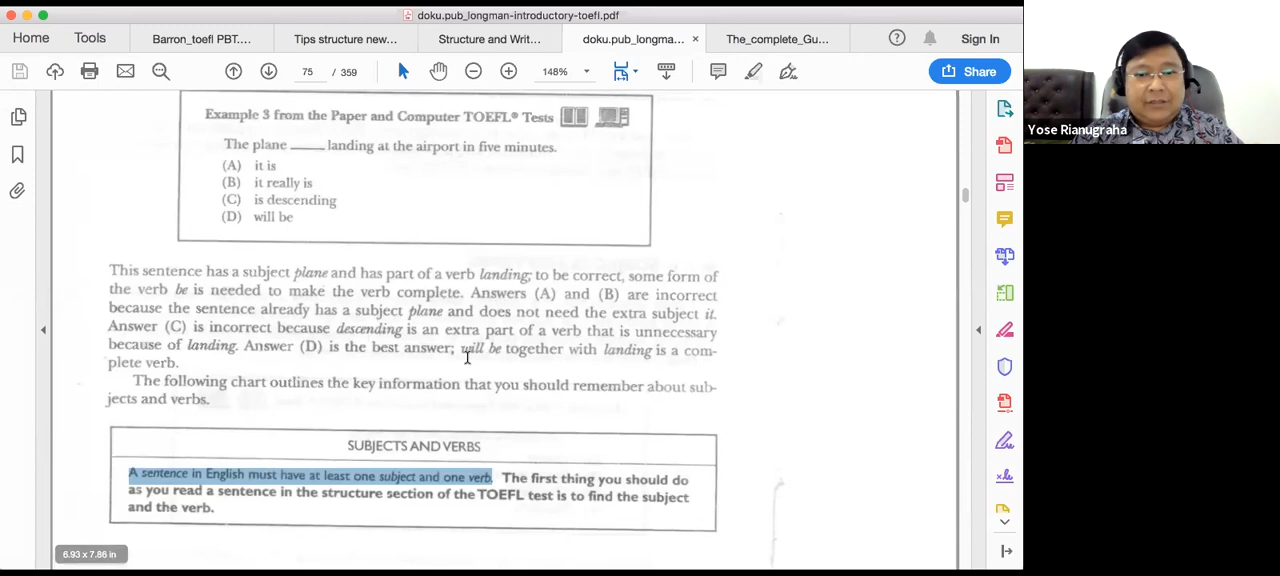 doku.pub_longman-introductory-toefl.pdf
Home Tools Barron_toefl PBT.... Tips structure new... Structure and Writ... doku.pub_longma... × The_complete_Gu... Sign In
75 / 359 148% Share
Yose Rianugraha
Example 3 from the Paper and Computer TOEFL® Tests
The plane _____ landing at the airport in five minutes.
(A) it is
(B) it really is
(C) is descending
(D) will be
This sentence has a subject plane and has part of a verb landing; to be correct, some form of
the verb be is needed to make the verb complete. Answers (A) and (B) are incorrect
because the sentence already has a subject plane and does not need the extra subject it.
Answer (C) is incorrect because descending is an extra part of a verb that is unnecessary
because of landing. Answer (D) is the best answer; will be together with landing is a com-
plete verb.
The following chart outlines the key information that you should remember about sub-
jects and verbs.
SUBJECTS AND VERBS
A sentence in English must have at least one subject and one verb. The first thing you should do
as you read a sentence in the structure section of the TOEFL test is to find the subject
and the verb.
6.93 x 7.86 in